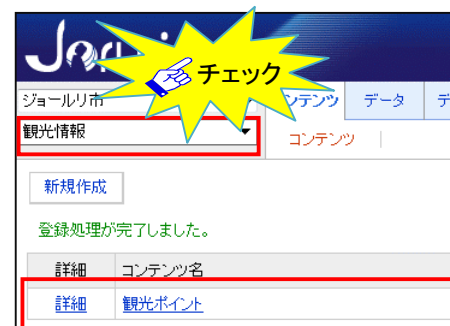 チェック
ジョールリ市
コンテンツ データ
観光情報
コンテンツ
新規作成
登録処理が完了しました。
詳細 コンテンツ名
詳細 観光ポイント